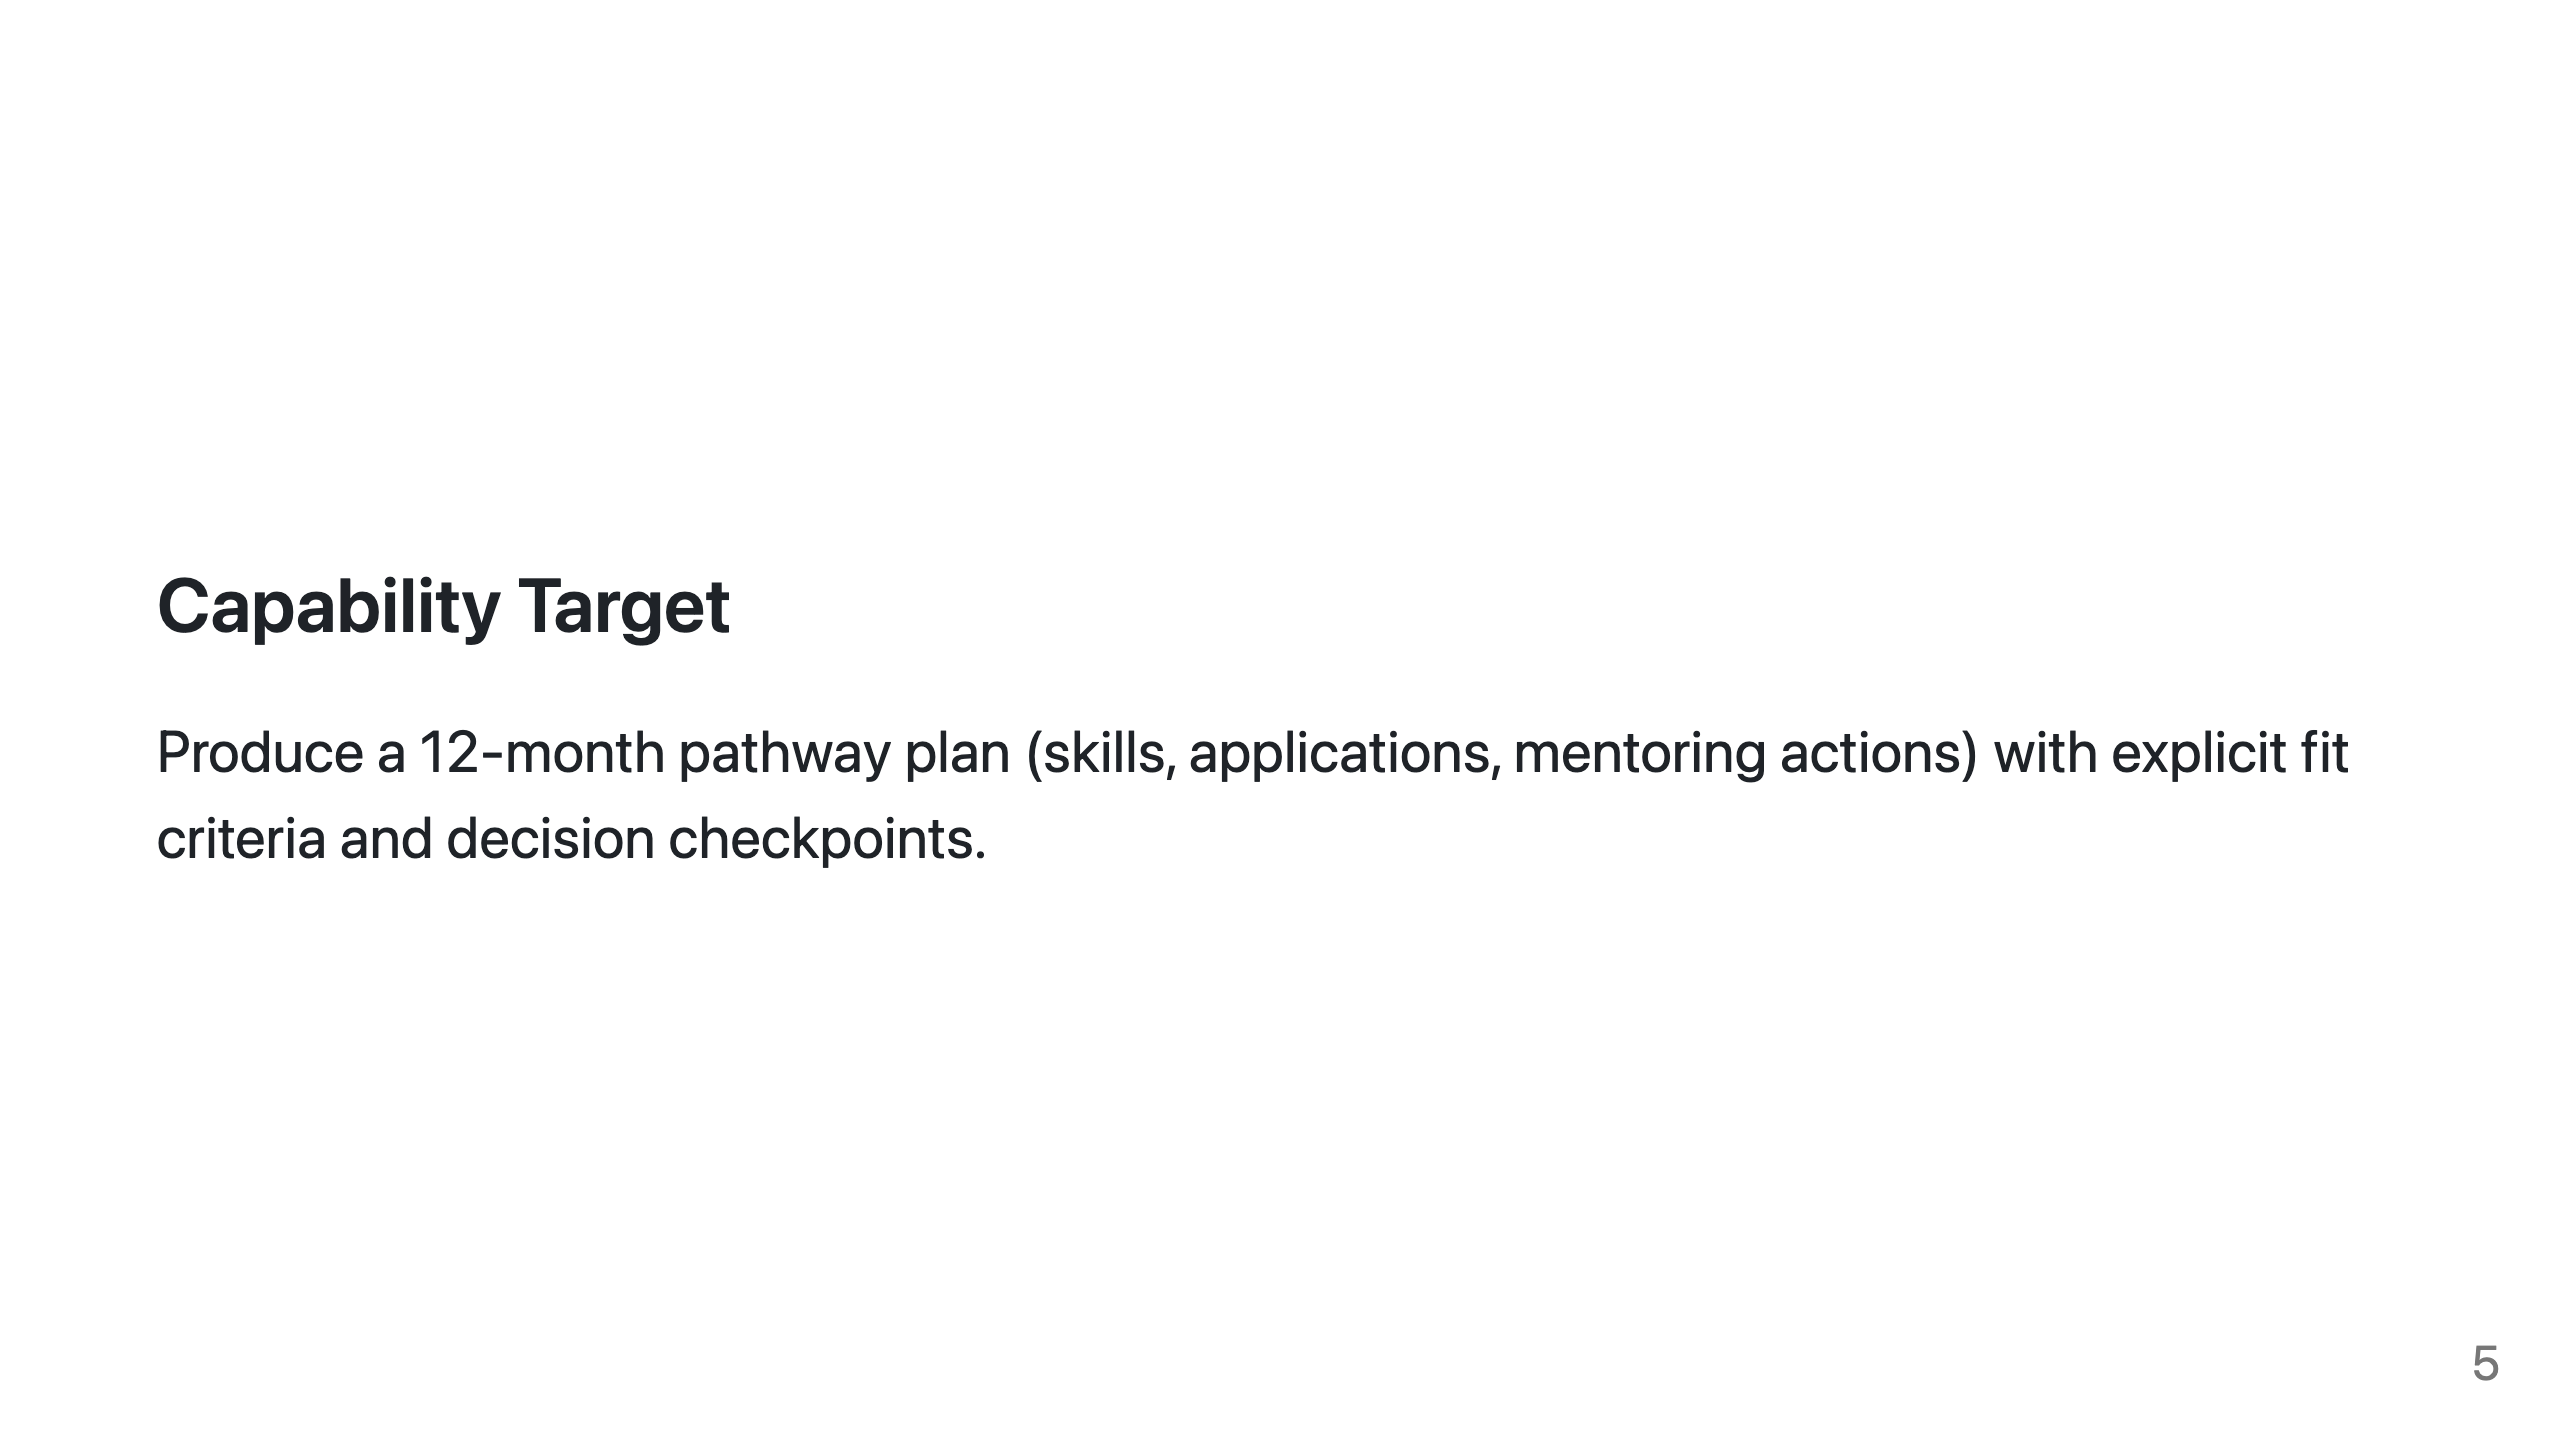 Capability Target
Produce a 12-month pathway plan (skills, applications, mentoring actions) with explicit fit
criteria and decision checkpoints.
5